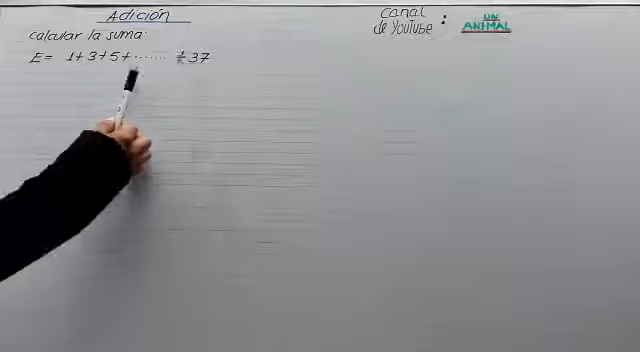 Adición
calcular la suma:
E = 1+3+5+....... + 37
canal
de YouTube :
UN
ANIMAL